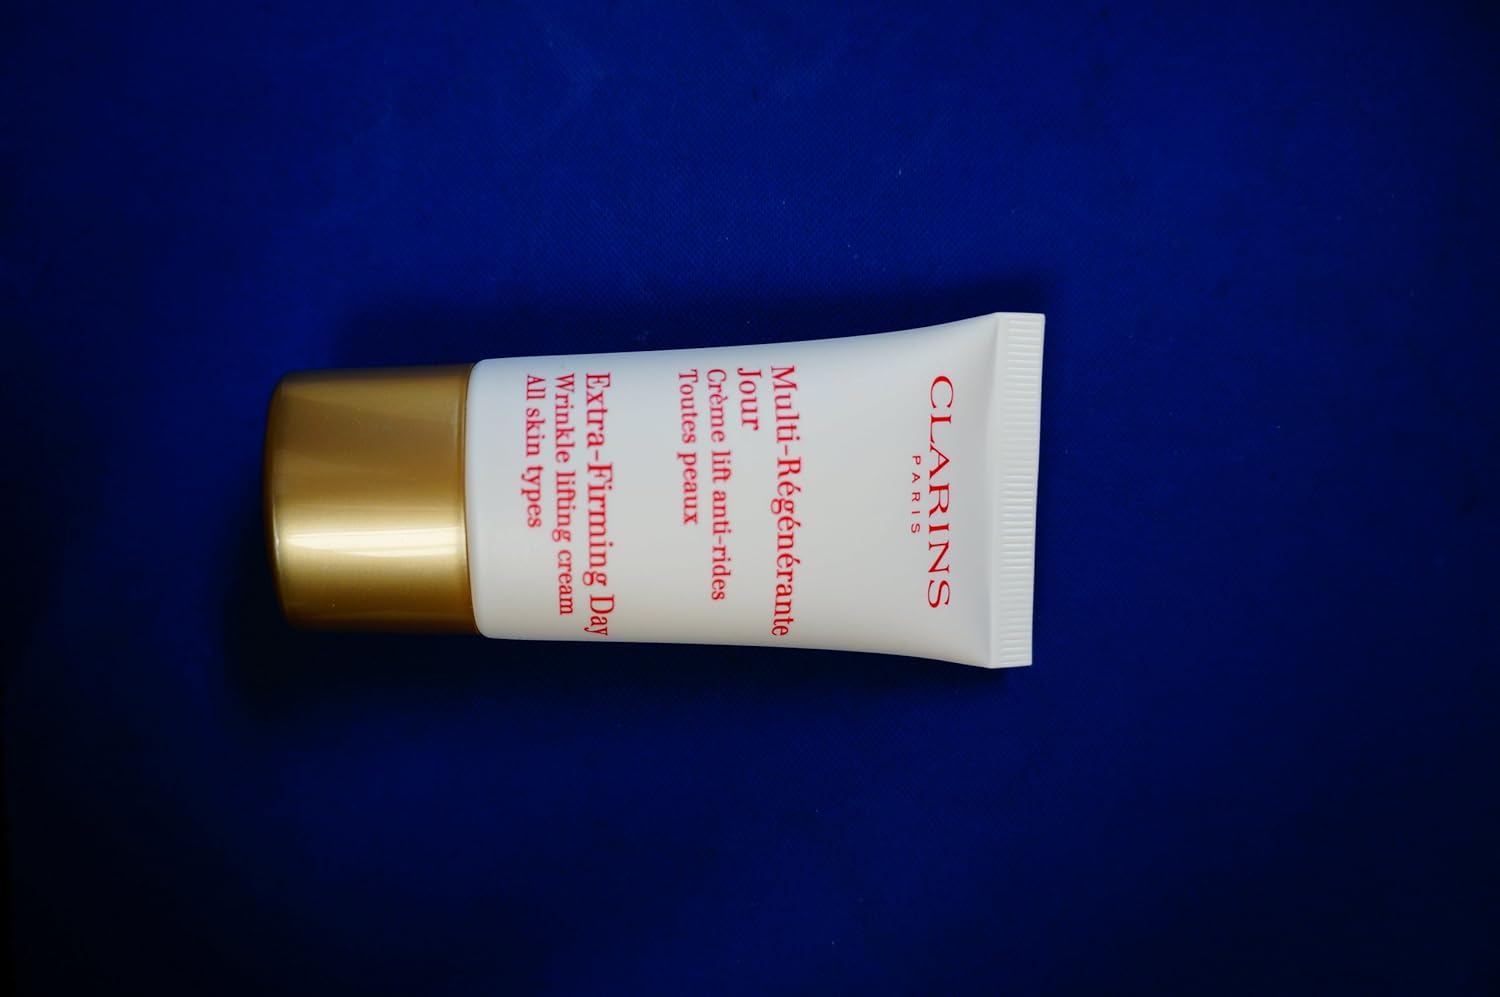 CLARINS
PARIS
Multi-Régénérante
Jour
Crème lift anti-rides
Toutes peaux
Extra-Firming Day
Wrinkle lifting cream
All skin types